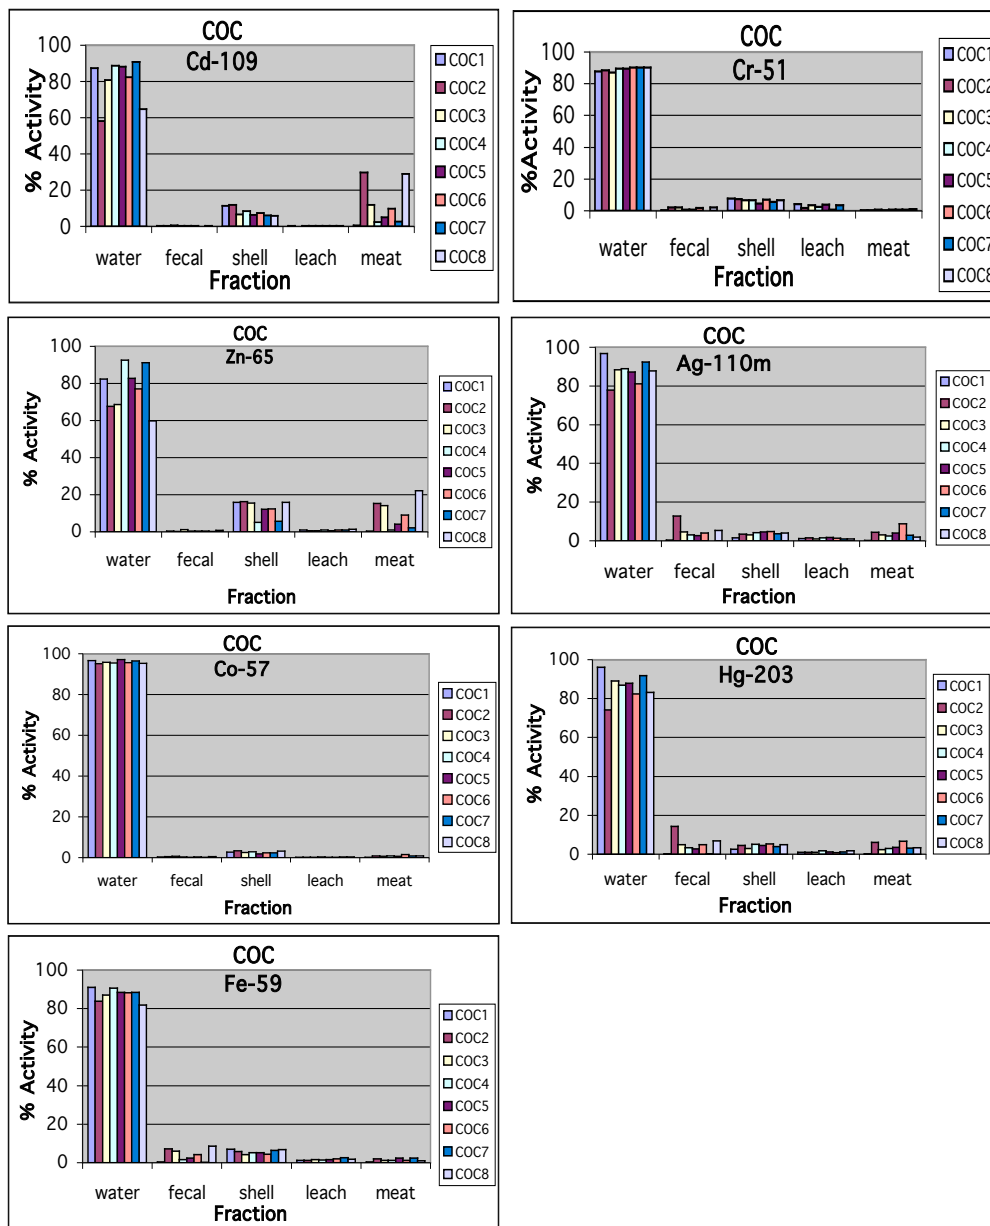 COC
Cd-109
100
80
60
40
20
0
% Activity
water fecal shell leach meat
Fraction
COC1
COC2
COC3
COC4
COC5
COC6
COC7
COC8
COC
Cr-51
100
80
60
40
20
0
%Activity
water fecal shell leach meat
Fraction
COC1
COC2
COC3
COC4
COC5
COC6
COC7
COC8
COC
Zn-65
100
80
60
40
20
0
% Activity
water fecal shell leach meat
Fraction
COC1
COC2
COC3
COC4
COC5
COC6
COC7
COC8
COC
Ag-110m
100
80
60
40
20
0
% Activity
water fecal shell leach meat
Fraction
COC1
COC2
COC3
COC4
COC5
COC6
COC7
COC8
COC
Co-57
100
80
60
40
20
0
% Activity
water fecal shell leach meat
Fraction
COC1
COC2
COC3
COC4
COC5
COC6
COC7
COC8
COC
Hg-203
100
80
60
40
20
0
% Activity
water fecal shell leach meat
Fraction
COC1
COC2
COC3
COC4
COC5
COC6
COC7
COC8
COC
Fe-59
100
80
60
40
20
0
% Activity
water fecal shell leach meat
Fraction
COC1
COC2
COC3
COC4
COC5
COC6
COC7
COC8